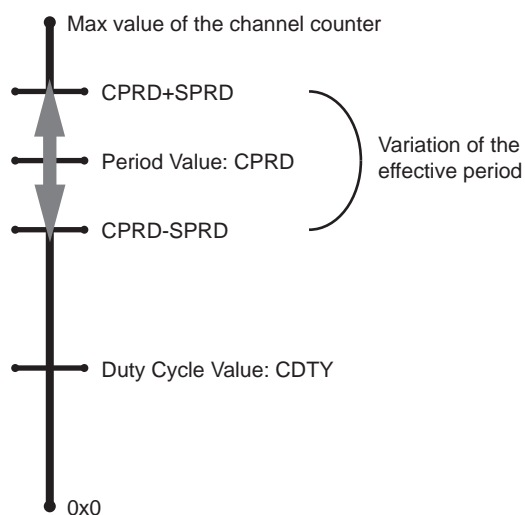 Max value of the channel counter
CPRD+SPRD
Period Value: CPRD
Variation of the
effective period
CPRD-SPRD
Duty Cycle Value: CDTY
0x0